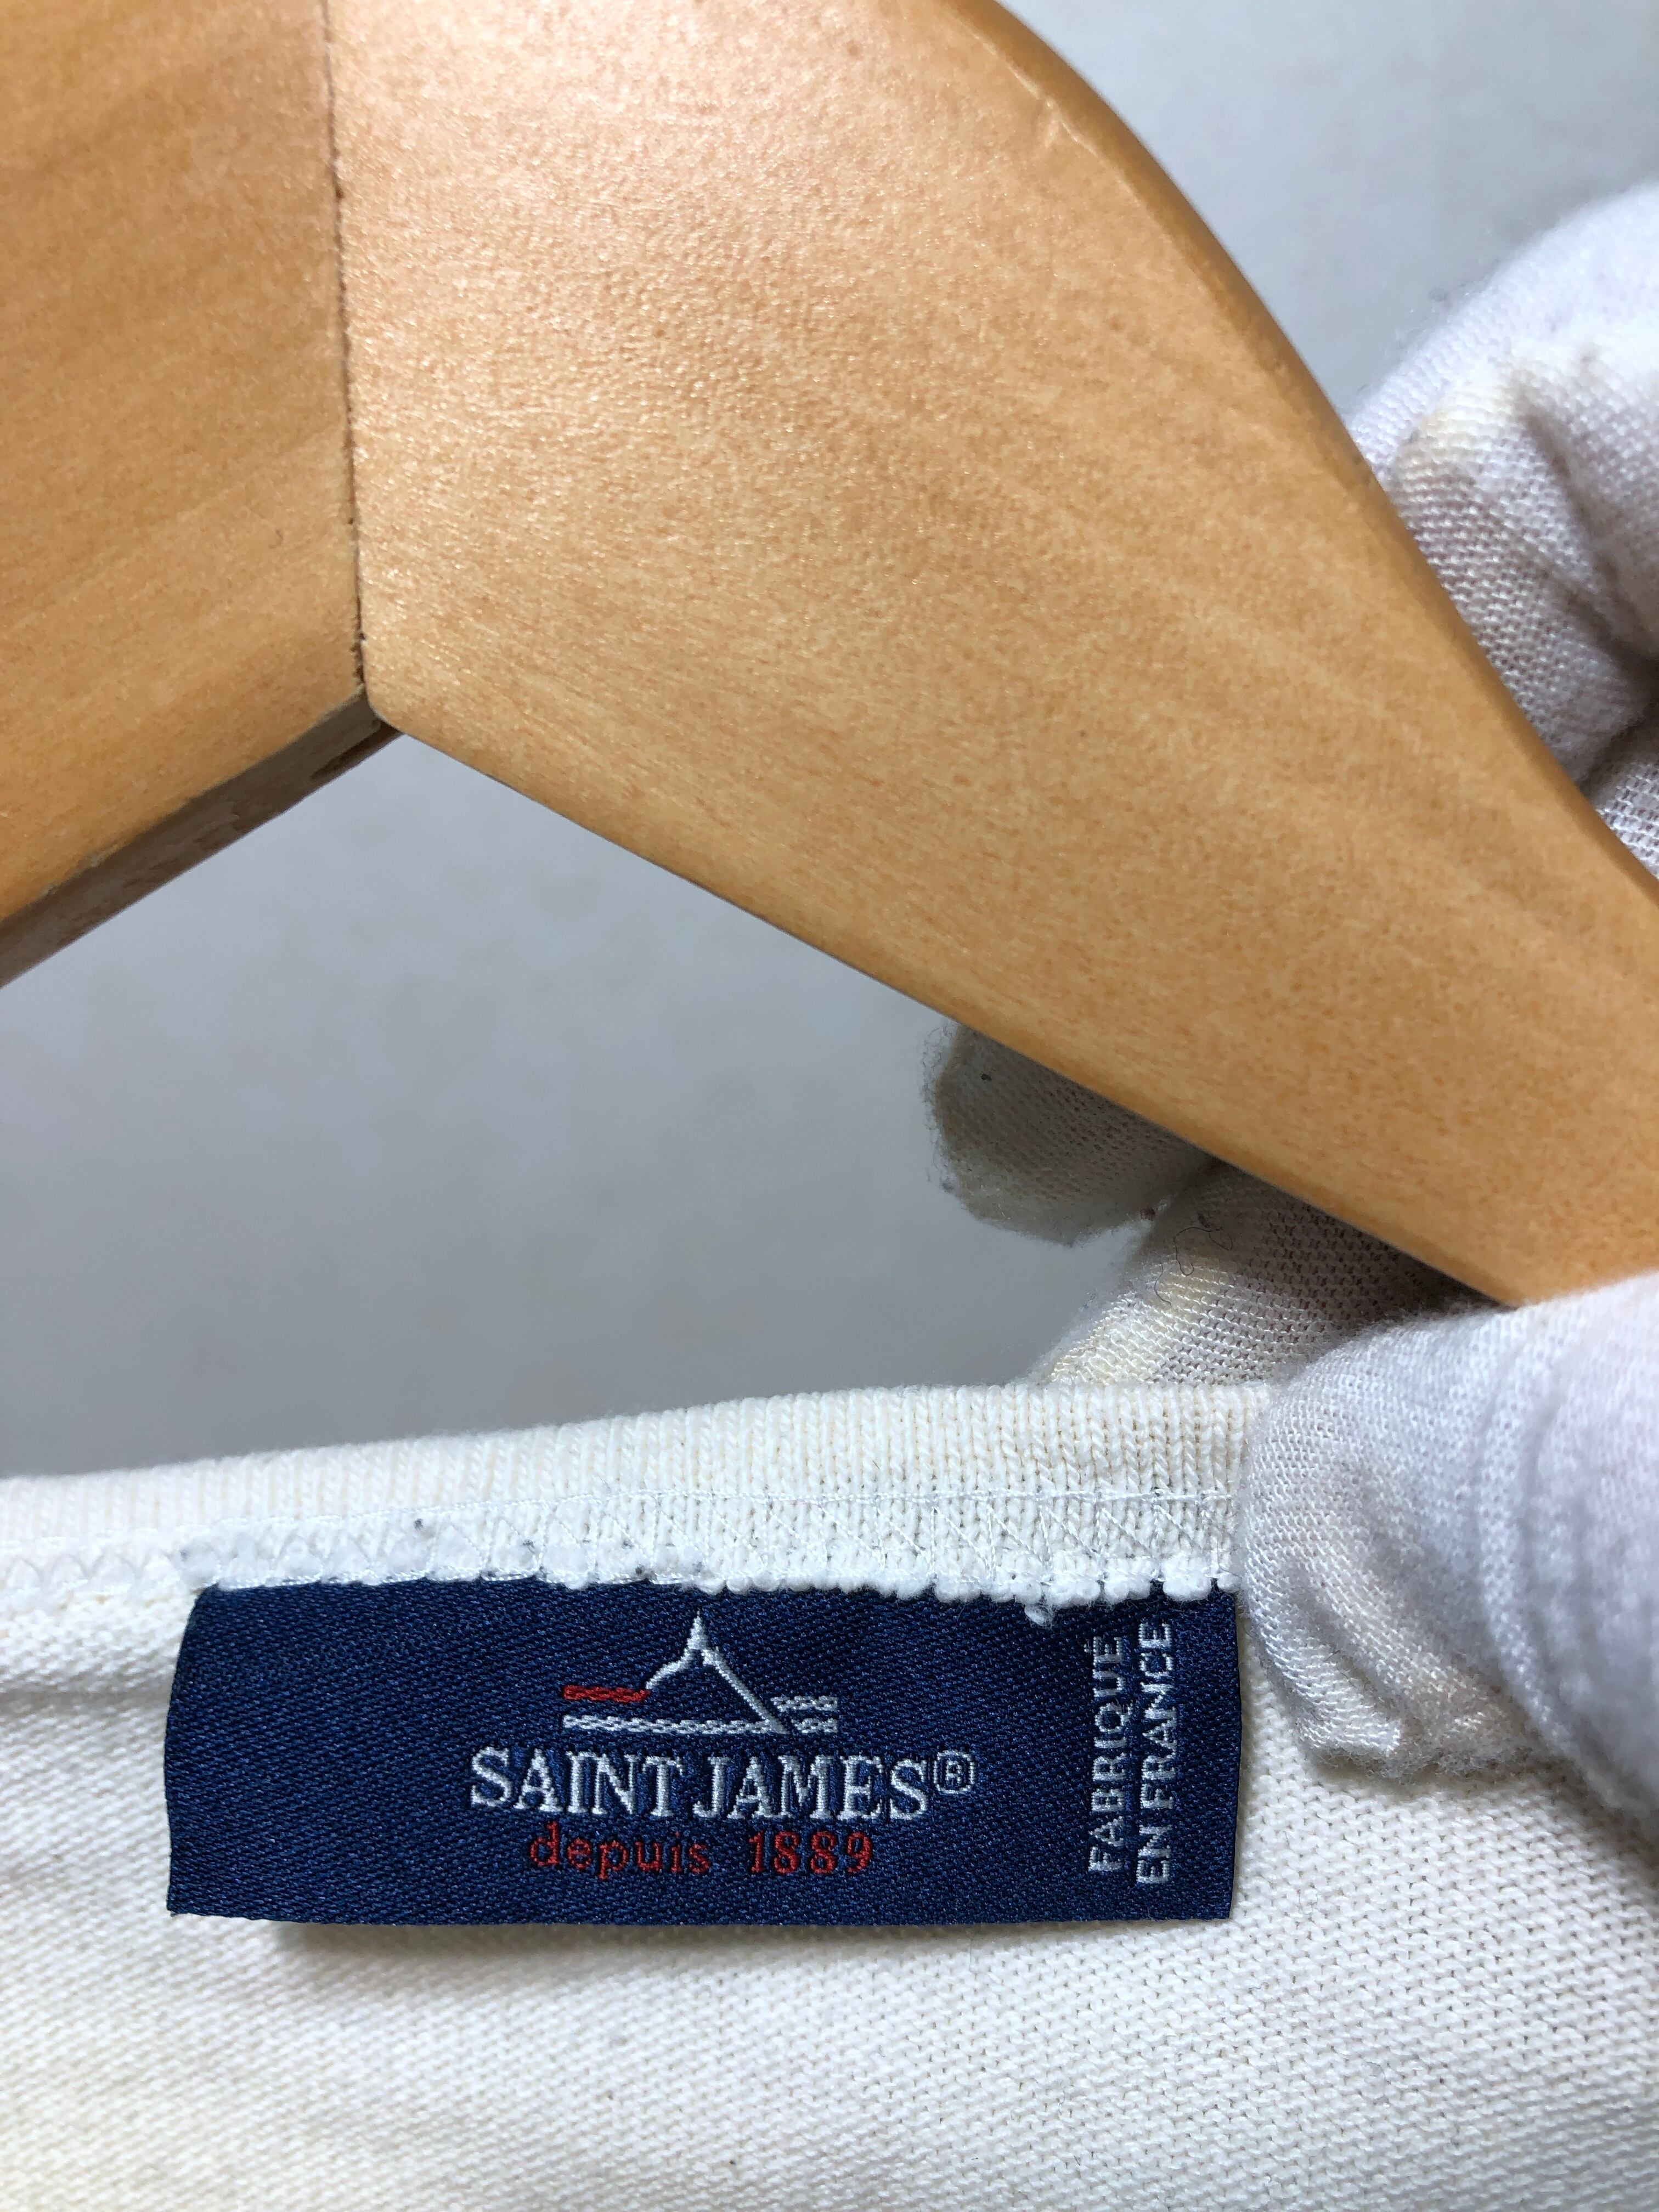 SAINT JAMES®
depuis 1889
FABRIQUÉ
EN FRANCE